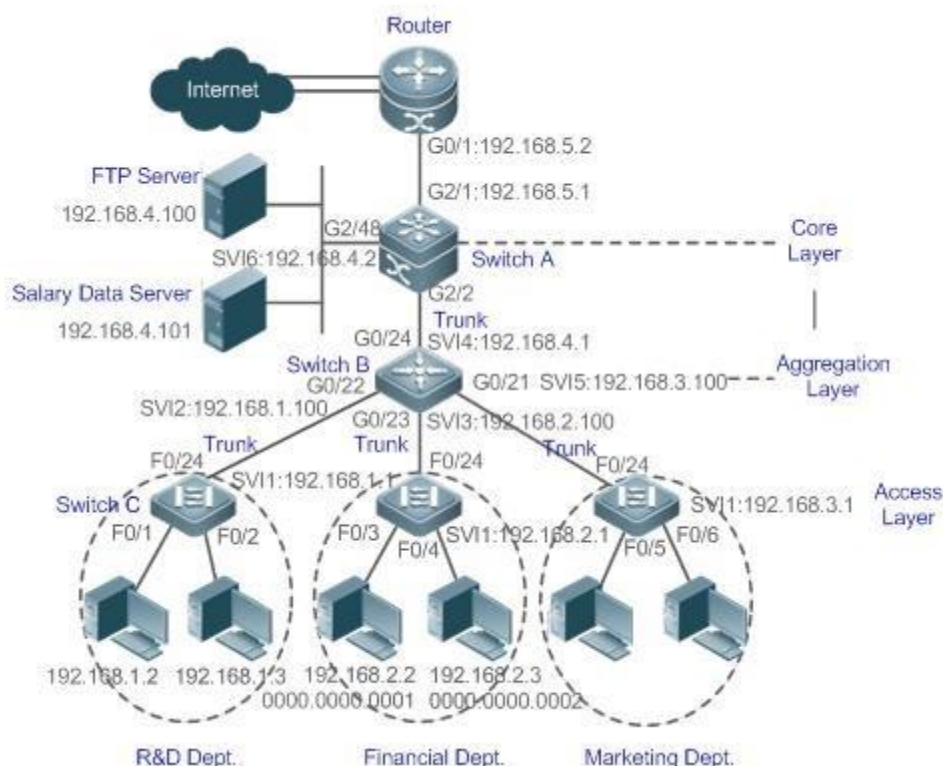 Router
Internet
G0/1:192.168.5.2
FTP Server
192.168.4.100
G2/1:192.168.5.1
G2/48
SVI6:192.168.4.2
Switch A
Core
Layer
Salary Data Server
192.168.4.101
G2/2
Trunk
G0/24
SVI4:192.168.4.1
Switch B
G0/22
G0/21
SVI5:192.168.3.100
Aggregation
Layer
SVI2:192.168.1.100
G0/23
SVI3:192.168.2.100
Trunk
Trunk
Trunk
F0/24
SVI1:192.168.1.1
F0/24
F0/24
SVI1:192.168.3.1
Access
Layer
Switch C
F0/1
F0/2
F0/3
F0/4
SVI1:192.168.2.1
F0/5
F0/6
192.168.1.2
192.168.1.3
192.168.2.2
0000.0000.0001
192.168.2.3
0000.0000.0002
R&D Dept.
Financial Dept.
Marketing Dept.